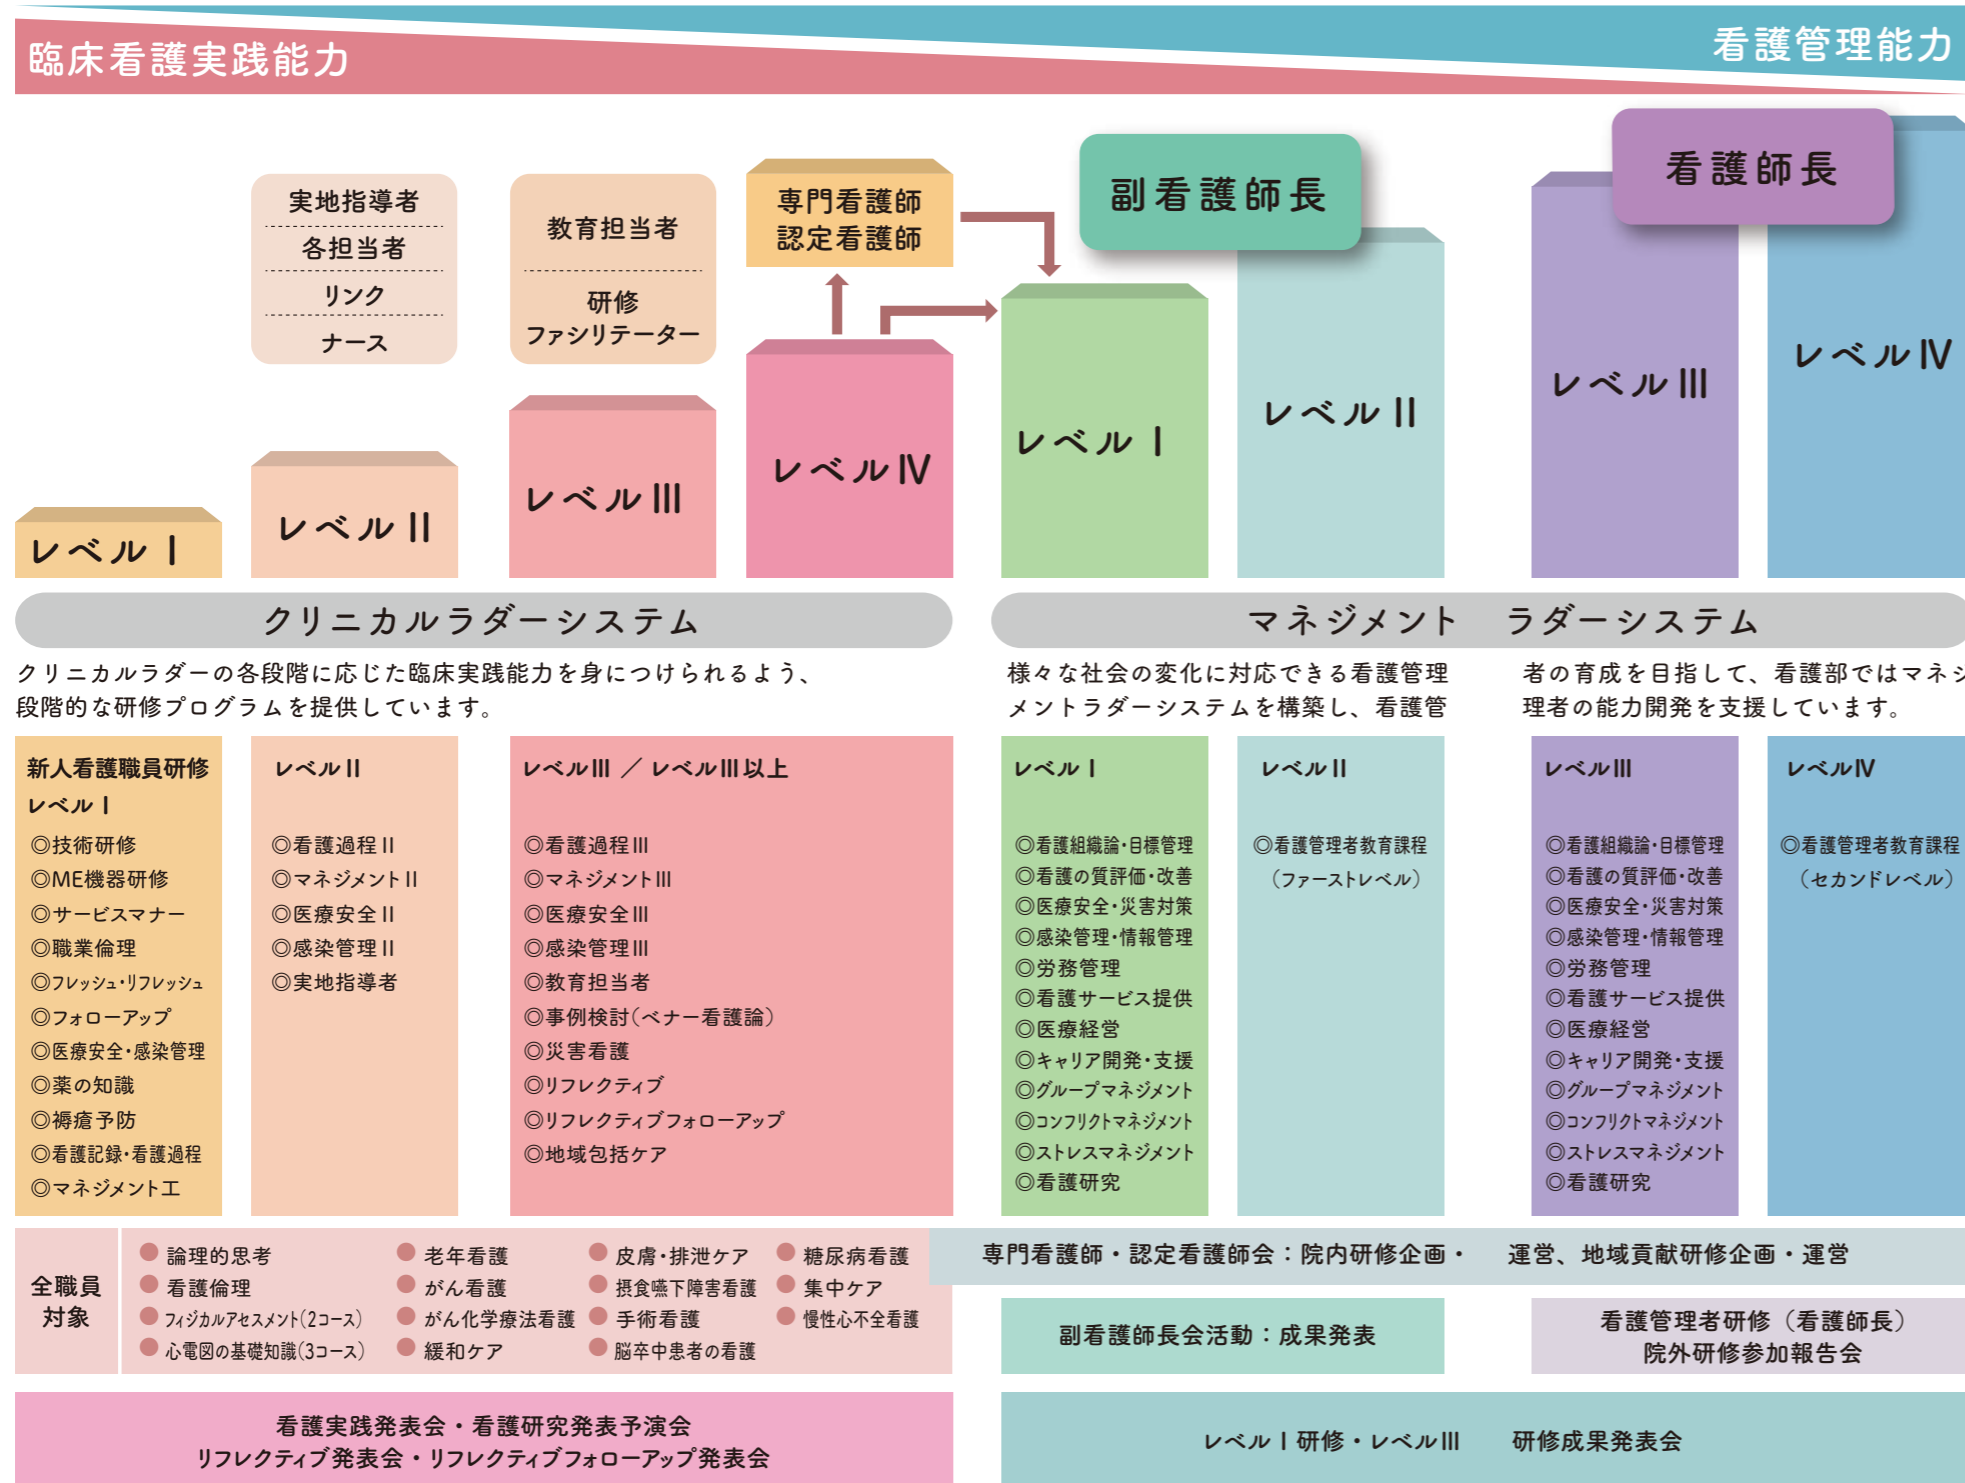 臨床看護実践能力
看護管理能力
実地指導者
各担当者
リンク
ナース
教育担当者
研修
ファシリテーター
専門看護師
認定看護師
副看護師長
看護師長
レベルⅠ
レベルⅡ
レベルⅢ
レベルⅣ
レベルⅠ
レベルⅡ
レベルⅢ
レベルⅣ
クリニカルラダーシステム
マネジメント ラダーシステム
クリニカルラダーの各段階に応じた臨床実践能力を身につけられるよう、
段階的な研修プログラムを提供しています。
様々な社会の変化に対応できる看護管理 者の育成を目指して、看護部ではマネジ
メントラダーシステムを構築し、看護管 理者の能力開発を支援しています。
新人看護職員研修
レベルⅠ
◎技術研修
◎ME機器研修
◎サービスマナー
◎職業倫理
◎フレッシュ・リフレッシュ
◎フォローアップ
◎医療安全・感染管理
◎薬の知識
◎褥瘡予防
◎看護記録・看護過程
◎マネジメント工
レベルⅡ
◎看護過程Ⅱ
◎マネジメントⅡ
◎医療安全Ⅱ
◎感染管理Ⅱ
◎実地指導者
レベルⅢ ／ レベルⅢ以上
◎看護過程Ⅲ
◎マネジメントⅢ
◎医療安全Ⅲ
◎感染管理Ⅲ
◎教育担当者
◎事例検討（ベナー看護論）
◎災害看護
◎リフレクティブ
◎リフレクティブフォローアップ
◎地域包括ケア
レベルⅠ
◎看護組織論・目標管理
◎看護の質評価・改善
◎医療安全・災害対策
◎感染管理・情報管理
◎労務管理
◎看護サービス提供
◎医療経営
◎キャリア開発・支援
◎グループマネジメント
◎コンフリクトマネジメント
◎ストレスマネジメント
◎看護研究
レベルⅡ
◎看護管理者教育課程
（ファーストレベル）
レベルⅢ
◎看護組織論・目標管理
◎看護の質評価・改善
◎医療安全・災害対策
◎感染管理・情報管理
◎労務管理
◎看護サービス提供
◎医療経営
◎キャリア開発・支援
◎グループマネジメント
◎コンフリクトマネジメント
◎ストレスマネジメント
◎看護研究
レベルⅣ
◎看護管理者教育課程
（セカンドレベル）
全職員
対象
● 論理的思考
● 看護倫理
● フィジカルアセスメント（2コース）
● 心電図の基礎知識（3コース）
● 老年看護
● がん看護
● がん化学療法看護
● 緩和ケア
● 皮膚・排泄ケア
● 摂食嚥下障害看護
● 手術看護
● 脳卒中患者の看護
● 糖尿病看護
● 集中ケア
● 慢性心不全看護
専門看護師・認定看護師会：院内研修企画・ 運営、地域貢献研修企画・運営
副看護師長会活動：成果発表
看護管理者研修（看護師長）
院外研修参加報告会
看護実践発表会・看護研究発表予演会
リフレクティブ発表会・リフレクティブフォローアップ発表会
レベルⅠ研修・レベルⅢ 研修成果発表会